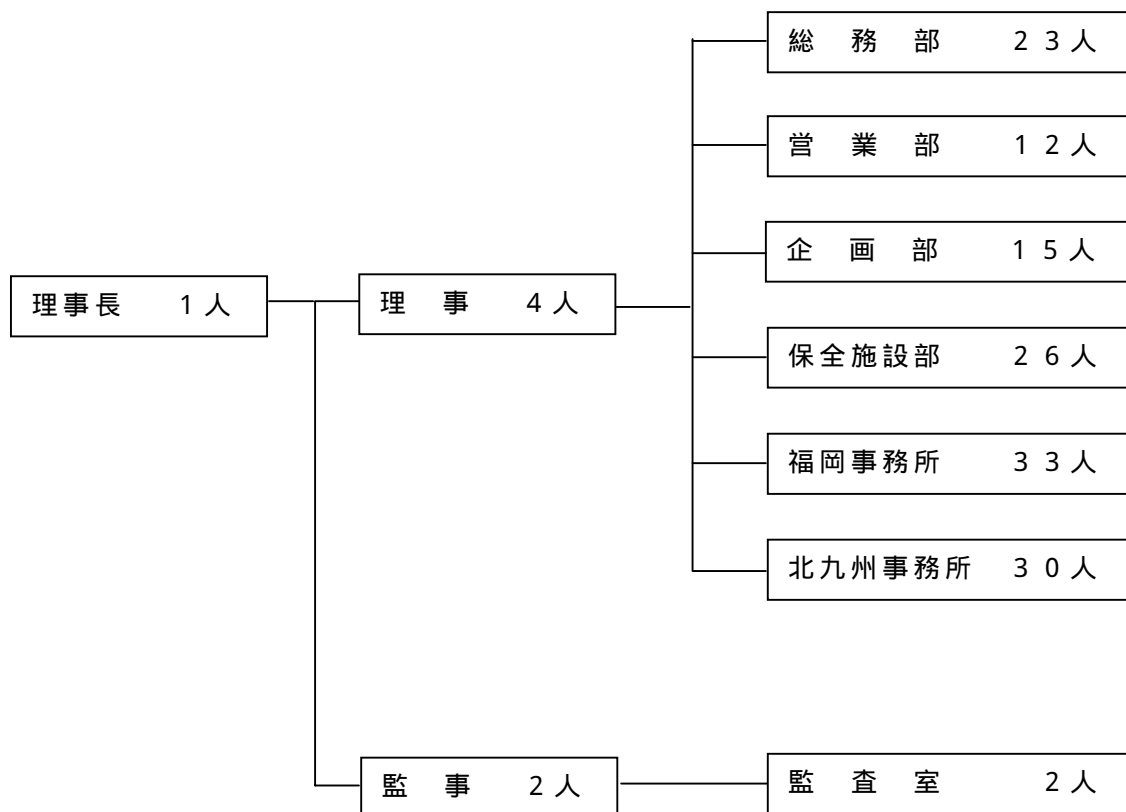 総務部 23人
営業部 12人
企画部 15人
理事長 1人
理事 4人
保全施設部 26人
福岡事務所 33人
北九州事務所 30人
監事 2人
監査室 2人